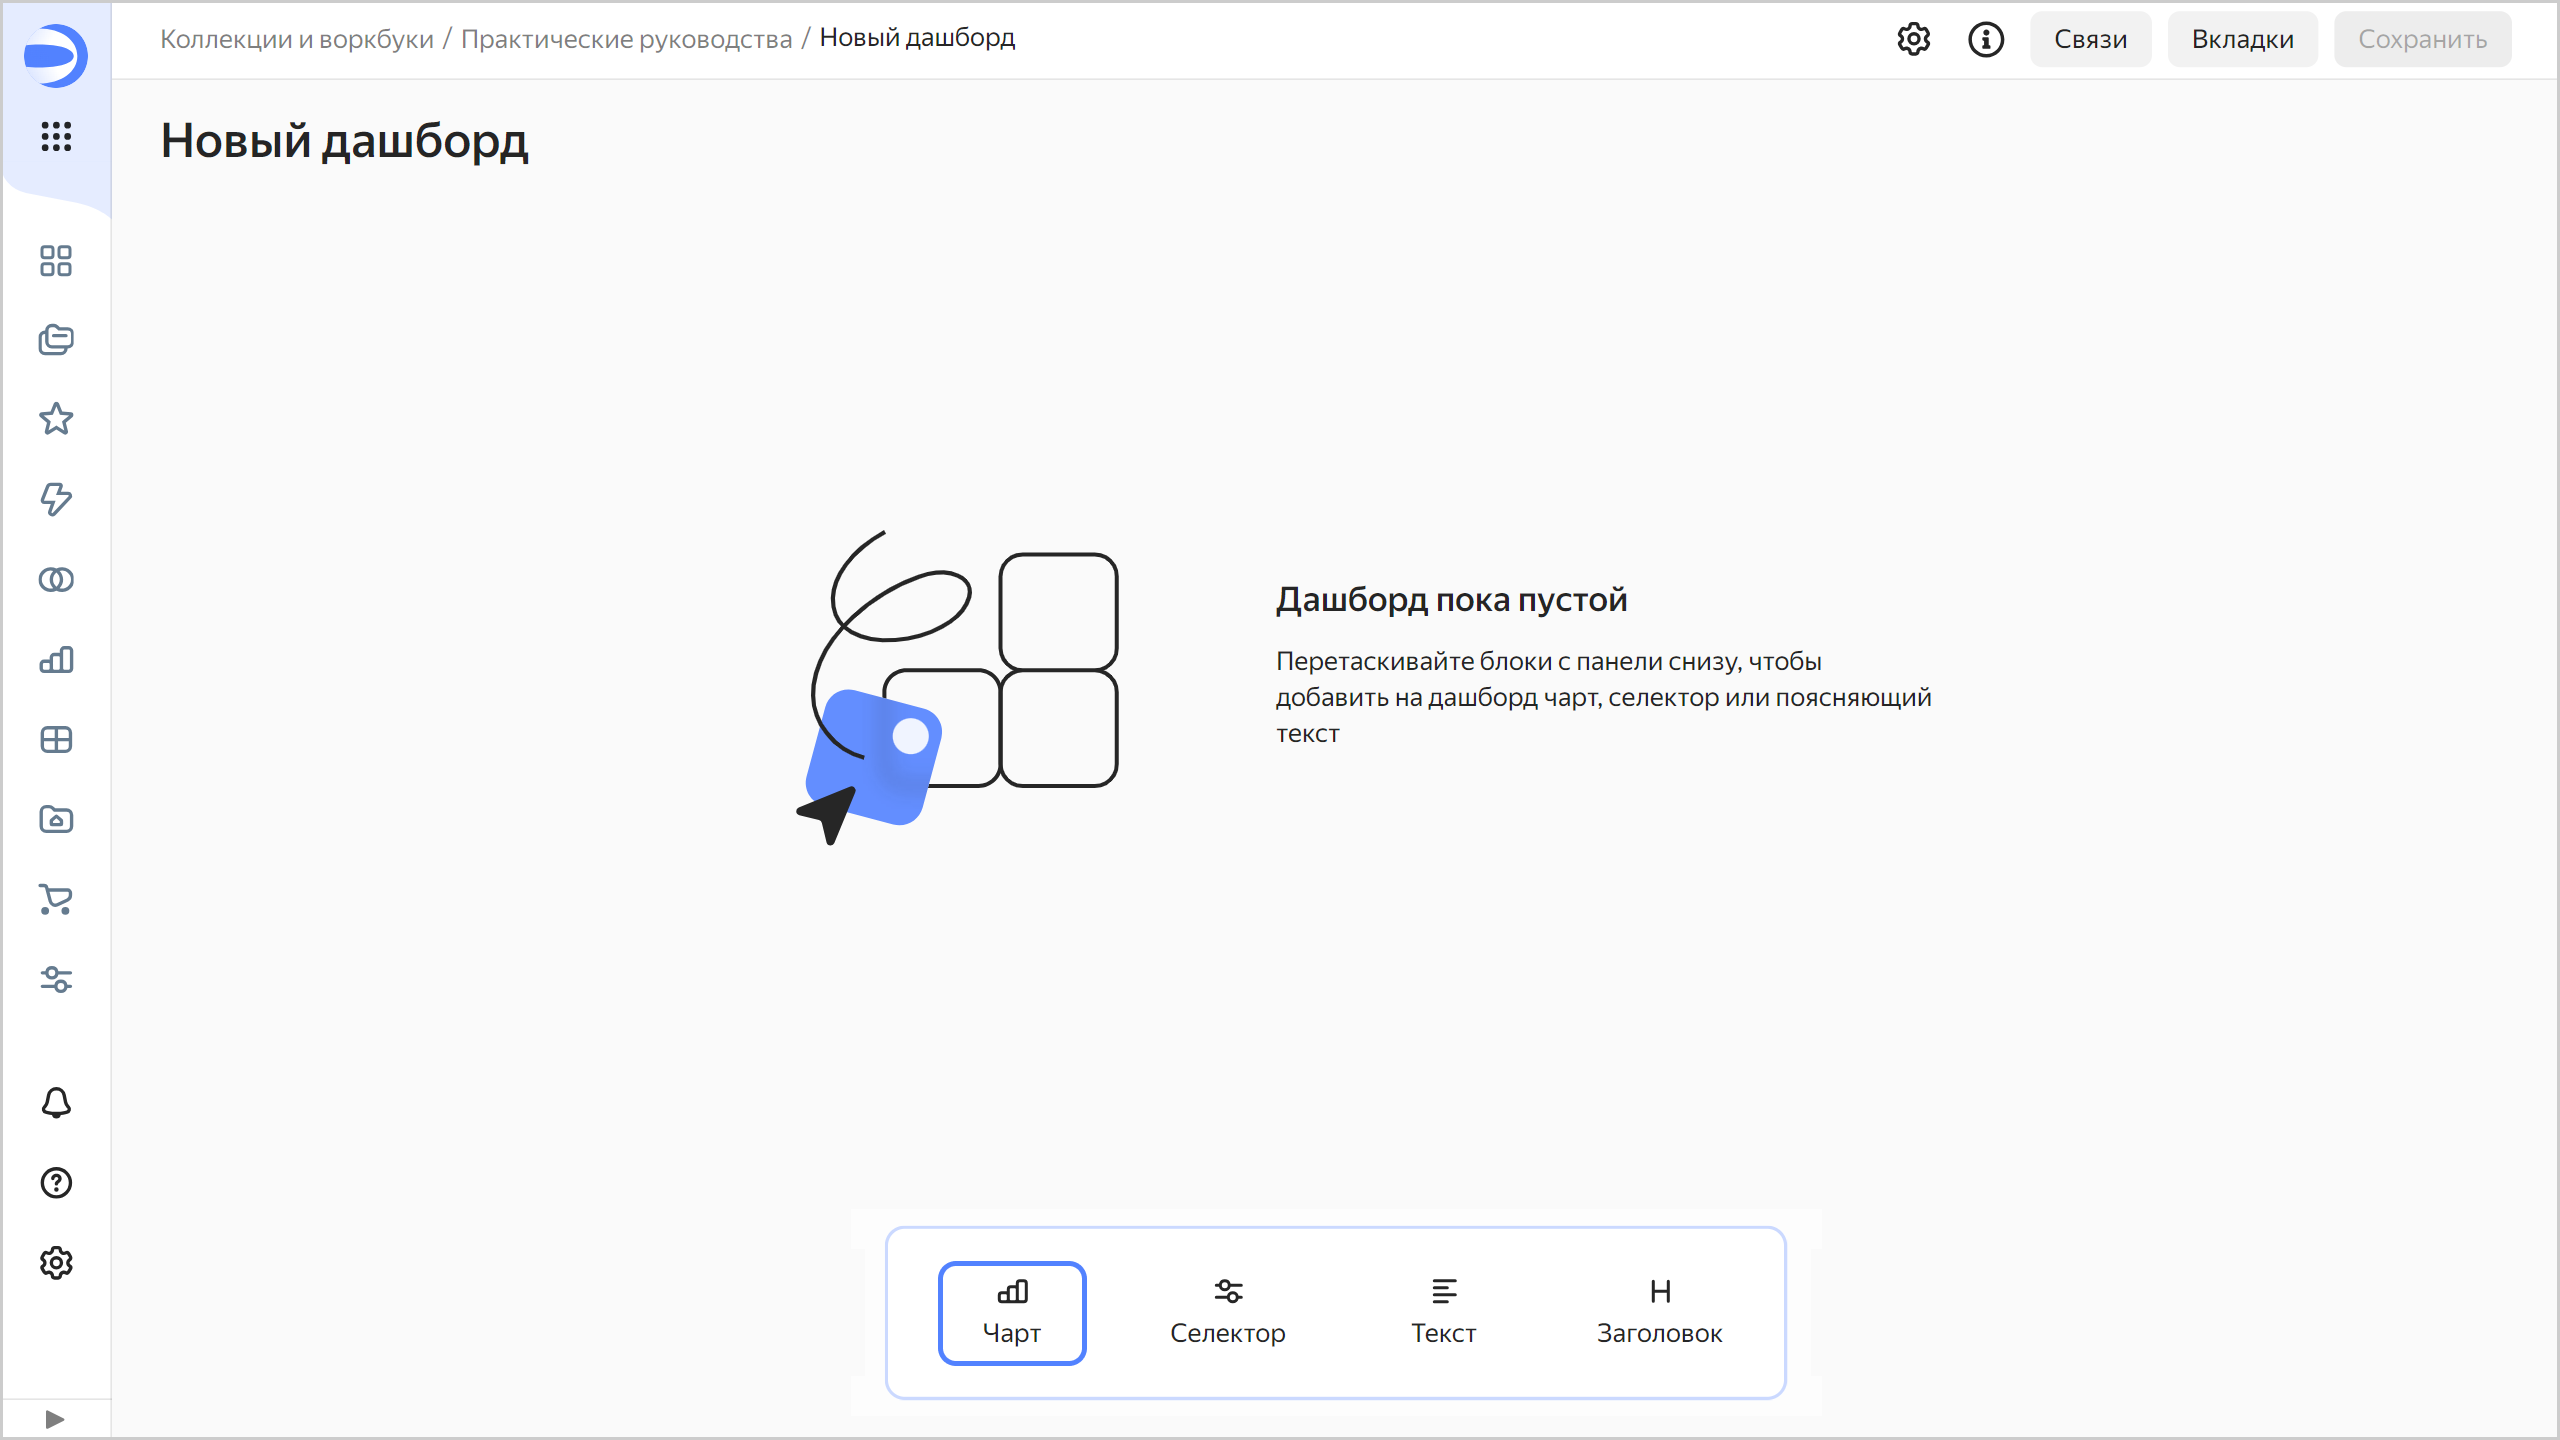 Коллекции и воркбуки / Практические руководства / Новый дашборд
Связи
Вкладки
Сохранить
Новый дашборд
Дашборд пока пустой
Перетаскивайте блоки с панели снизу, чтобы
добавить на дашборд чарт, селектор или поясняющий
текст
Чарт
Селектор
Текст
H
Заголовок